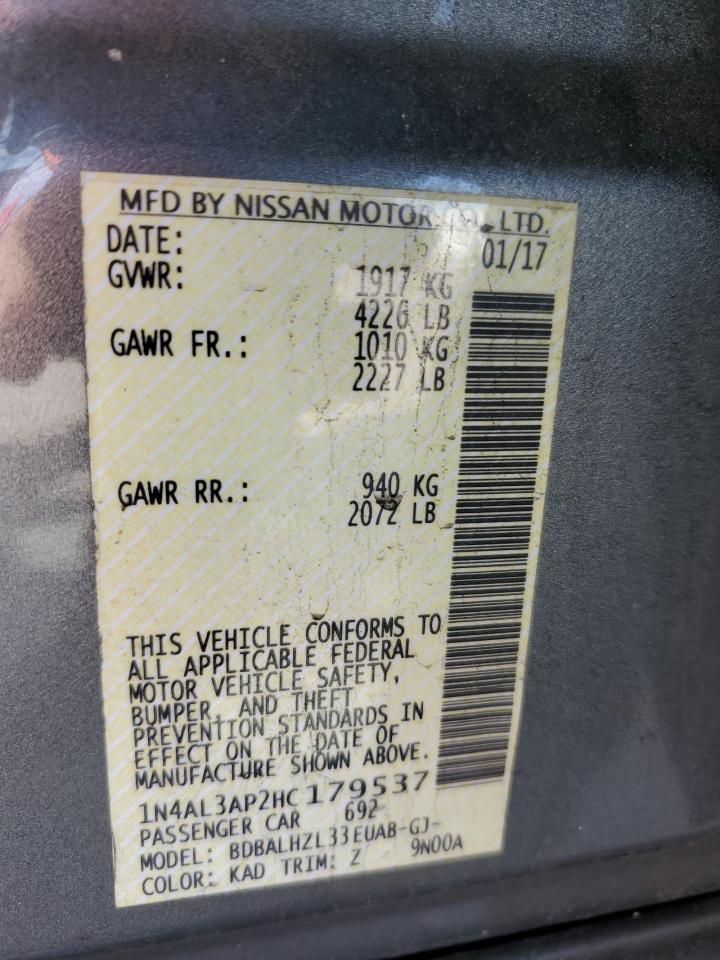 MFD BY NISSAN MOTOR CO., LTD.
DATE: 01/17
GVWR: 1917 KG
4226 LB
GAWR FR.: 1010 KG
2227 LB
GAWR RR.: 940 KG
2072 LB
THIS VEHICLE CONFORMS TO
ALL APPLICABLE FEDERAL
MOTOR VEHICLE SAFETY,
BUMPER, AND THEFT
PREVENTION STANDARDS IN
EFFECT ON THE DATE OF
MANUFACTURE SHOWN ABOVE.
1N4AL3AP2HC179537
PASSENGER CAR 692
MODEL: BDBALHZL33EUAB-GJ-
9N00A
COLOR: KAD TRIM: Z